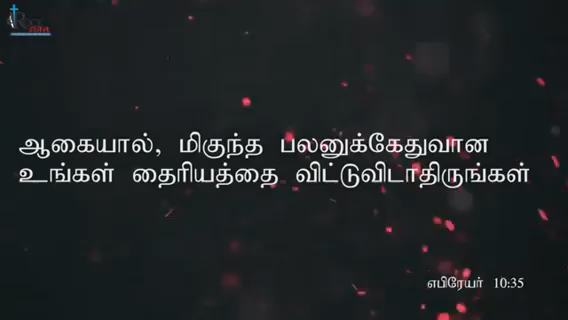 ஆகையால், மிகுந்த பலனுக்கேதுவான
உங்கள் தைரியத்தை விட்டுவிடாதிருங்கள்
எபிரேயர் 10:35